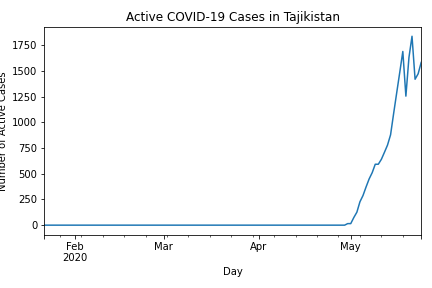 Active COVID-19 Cases in Tajikistan
Number of Active Cases
1750
1500
1250
1000
750
500
250
0
Feb
2020
Mar
Apr
May
Day